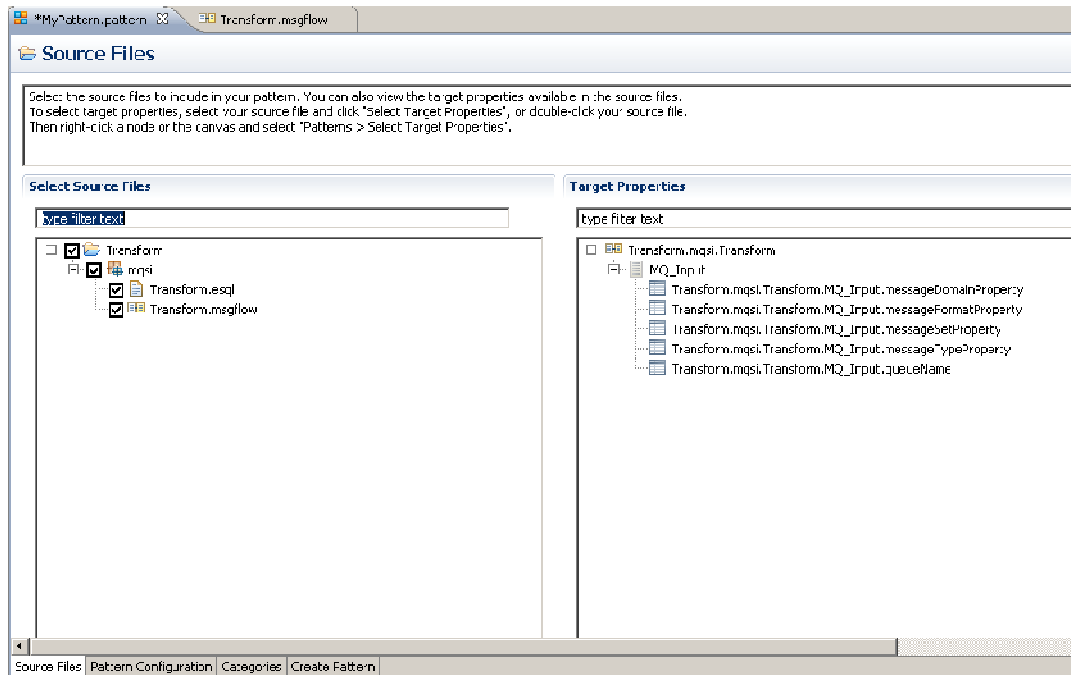 *MyPattern.pattern Transform.msgflow
Source Files
Select the source files to include in your pattern. You can also view the target properties available in the source files.
To select target properties, select your source file and click "Select Target Properties", or double-click your source file.
Then right-click a node or the canvas and select "Patterns > Select Target Properties".
Select Source Files
type filter text
Transform
mqsi
Transform.esql
Transform.msgflow
Target Properties
type filter text
Transform.mqsi.Transform
MQ_Input
Transform.mqsi.Transform.MQ_Input.messageDomainProperty
Transform.mqsi.Transform.MQ_Input.messageFormatProperty
Transform.mqsi.Transform.MQ_Input.messageSetProperty
Transform.mqsi.Transform.MQ_Input.messageTypeProperty
Transform.mqsi.Transform.MQ_Input.queueName
Source Files Pattern Configuration Categories Create Pattern